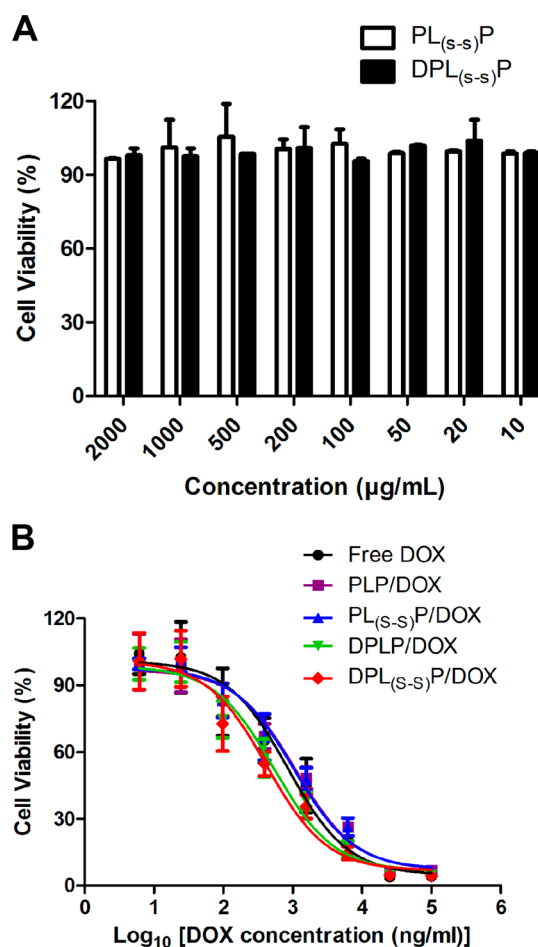 A
PL(s-s)P
DPL(s-s)P
120
90
60
30
0
Cell Viability (%)
2000
1000
500
200
100
50
20
10
Concentration (µg/mL)
B
Free DOX
PLP/DOX
PL(S-S)P/DOX
DPLP/DOX
DPL(S-S)P/DOX
120
90
60
30
0
Cell Viability (%)
0 1 2 3 4 5 6
Log10 [DOX concentration (ng/ml)]